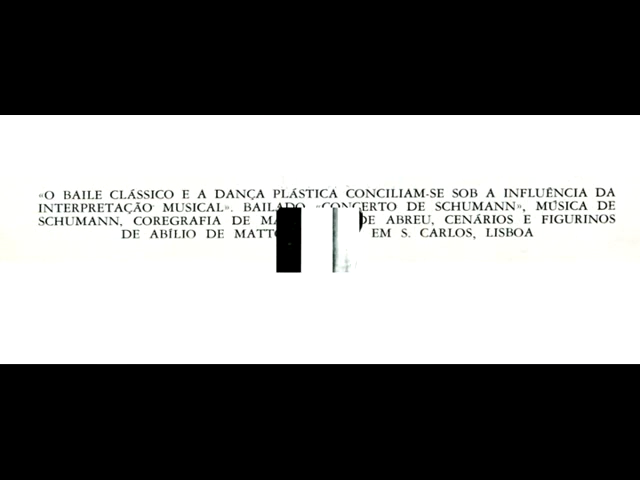 «O BAILE CLÁSSICO E A DANÇA PLÁSTICA CONCILIAM-SE SOB A INFLUÊNCIA DA
INTERPRETAÇÃO MUSICAL». BAILADO «CONCERTO DE SCHUMANN», MÚSICA DE
SCHUMANN, COREGRAFIA DE DE ABREU, CENÁRIOS E FIGURINOS
DE ABÍLIO DE EM S. CARLOS, LISBOA